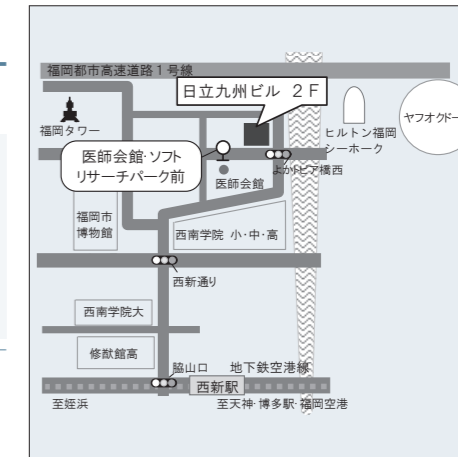 福岡都市高速道路1号線
日立九州ビル 2F
福岡タワー
ヤフオクドー
ヒルトン福岡
シーホーク
医師会館・ソフト
リサーチパーク前
よかトピア橋西
医師会館
福岡市
博物館
西南学院 小・中・高
西新通り
西南学院大
修猷館高
脇山口
地下鉄空港線
西新駅
至姪浜
至天神・博多駅・福岡空港